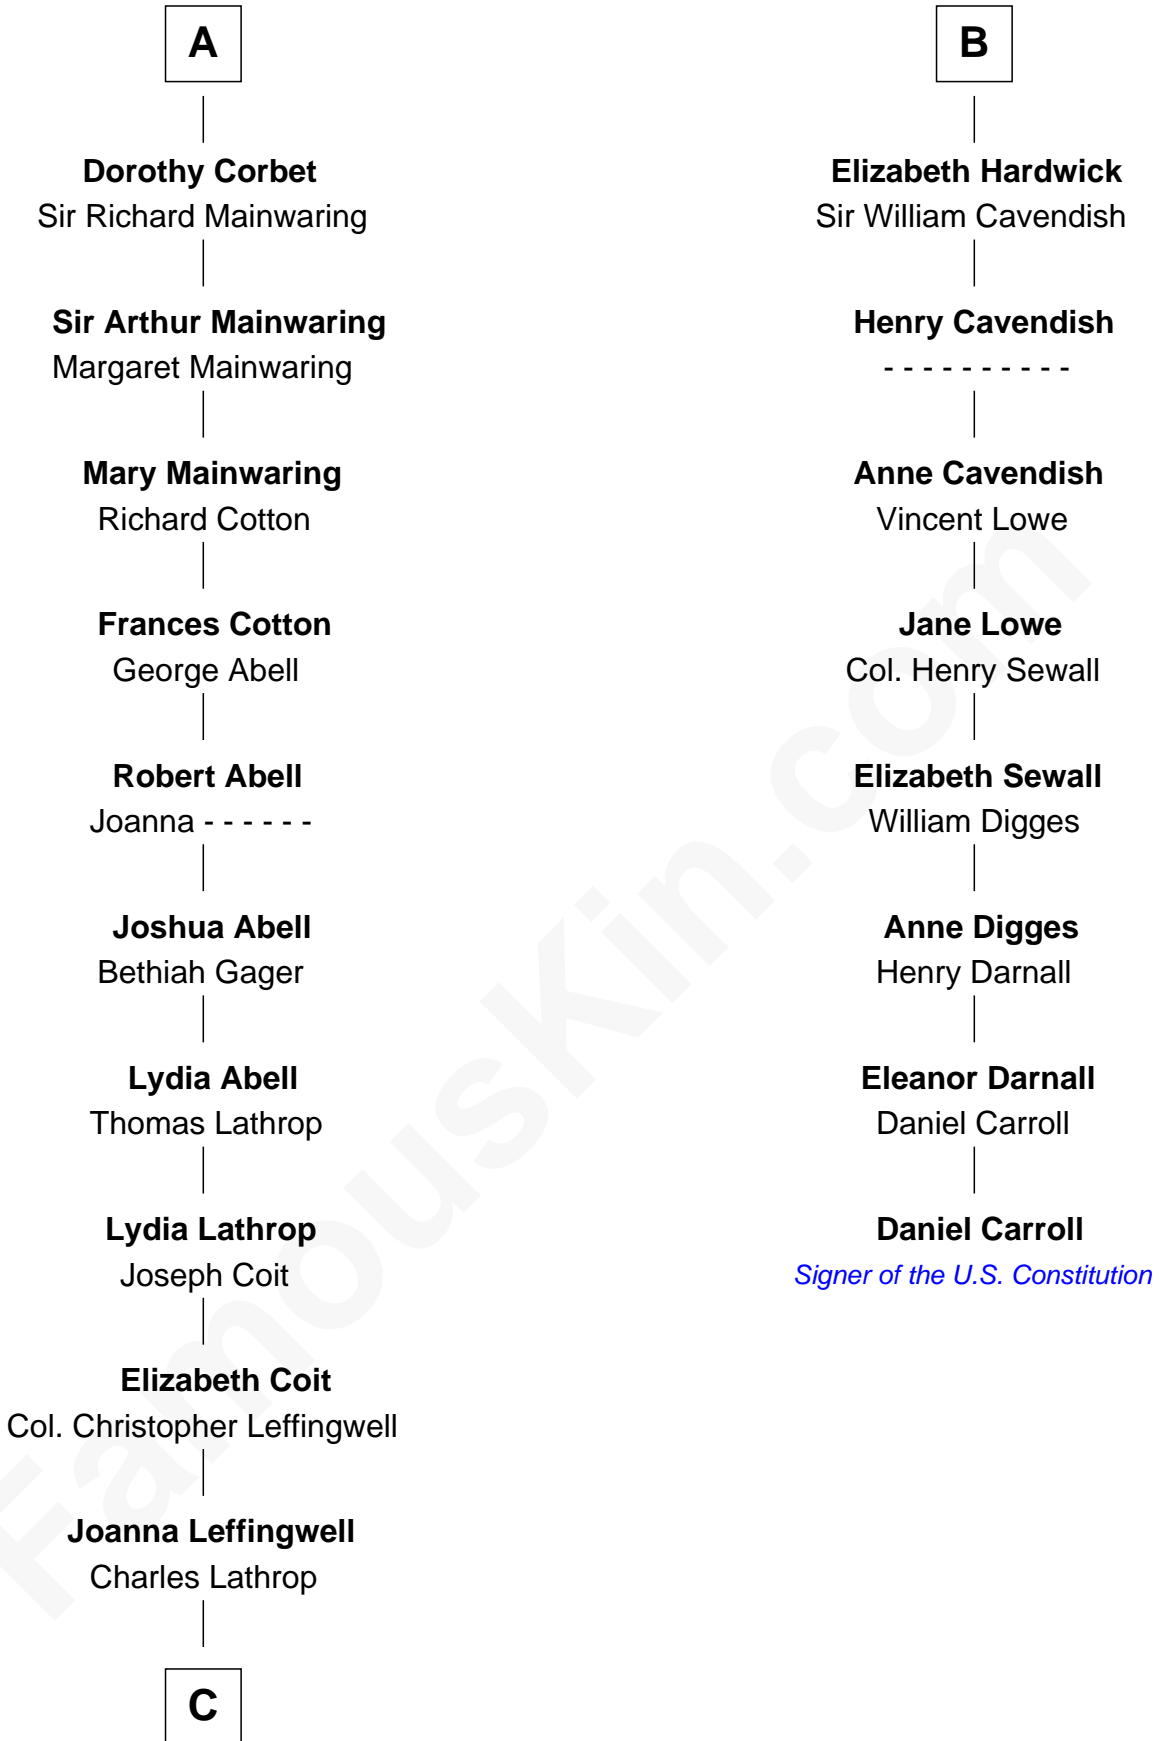 A
Dorothy Corbet
Sir Richard Mainwaring
Sir Arthur Mainwaring
Margaret Mainwaring
Mary Mainwaring
Richard Cotton
Frances Cotton
George Abell
Robert Abell
Joanna - - - - - -
Joshua Abell
Bethiah Gager
Lydia Abell
Thomas Lathrop
Lydia Lathrop
Joseph Coit
Elizabeth Coit
Col. Christopher Leffingwell
Joanna Leffingwell
Charles Lathrop
C
B
Elizabeth Hardwick
Sir William Cavendish
Henry Cavendish
- - - - - - - - - -
Anne Cavendish
Vincent Lowe
Jane Lowe
Col. Henry Sewall
Elizabeth Sewall
William Digges
Anne Digges
Henry Darnall
Eleanor Darnall
Daniel Carroll
Daniel Carroll
Signer of the U.S. Constitution
FamousKin.com